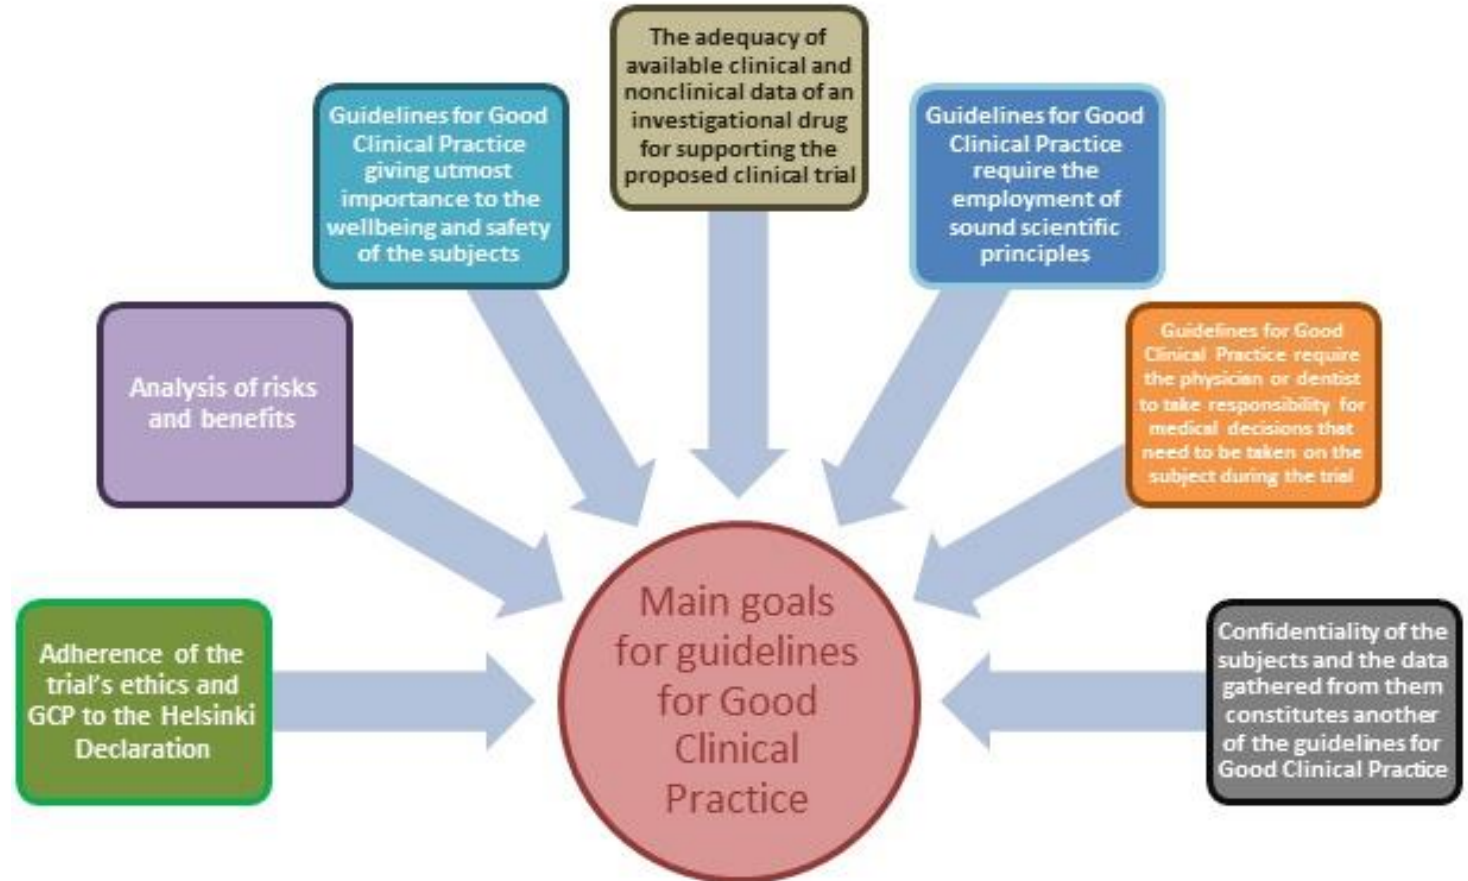 The adequacy of
available clinical and
nonclinical data of an
investigational drug
for supporting the
proposed clinical trial
Guidelines for Good
Clinical Practice
giving utmost
importance to the
wellbeing and safety
of the subjects
Guidelines for Good
Clinical Practice
require the
employment of
sound scientific
principles
Analysis of risks
and benefits
Guidelines for Good
Clinical Practice require
the physician or dentist
to take responsibility for
medical decisions that
need to be taken on the
subject during the trial
Adherence of the
trial's ethics and
GCP to the Helsinki
Declaration
Main goals
for guidelines
for Good
Clinical
Practice
Confidentiality of the
subjects and the data
gathered from them
constitutes another
of the guidelines for
Good Clinical Practice